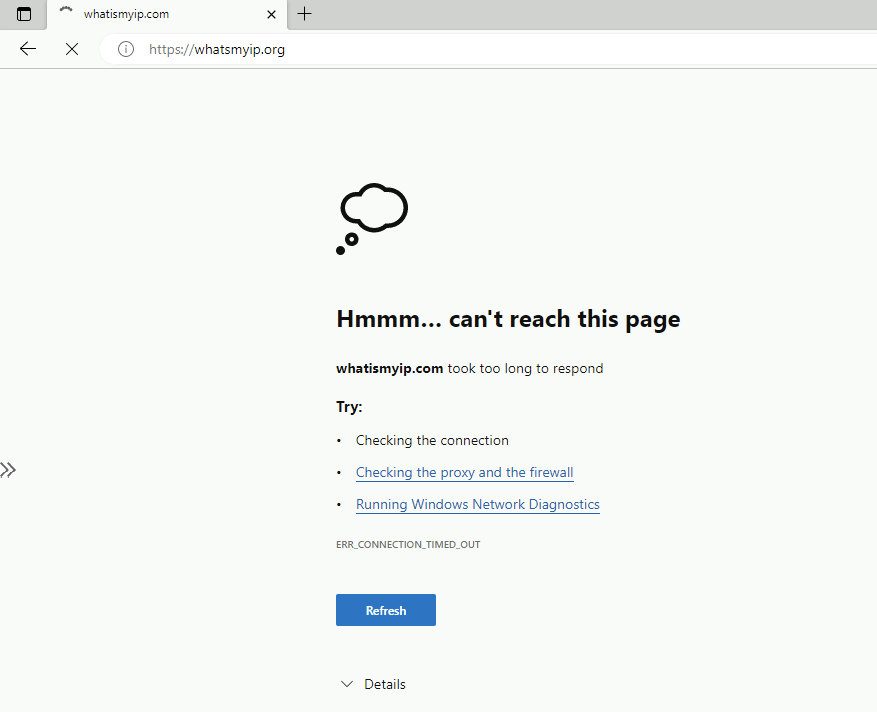 whatismyip.com
https://whatsmyip.org
Hmmm... can't reach this page
whatismyip.com took too long to respond
Try:
• Checking the connection
• Checking the proxy and the firewall
• Running Windows Network Diagnostics
ERR_CONNECTION_TIMED_OUT
Refresh
Details